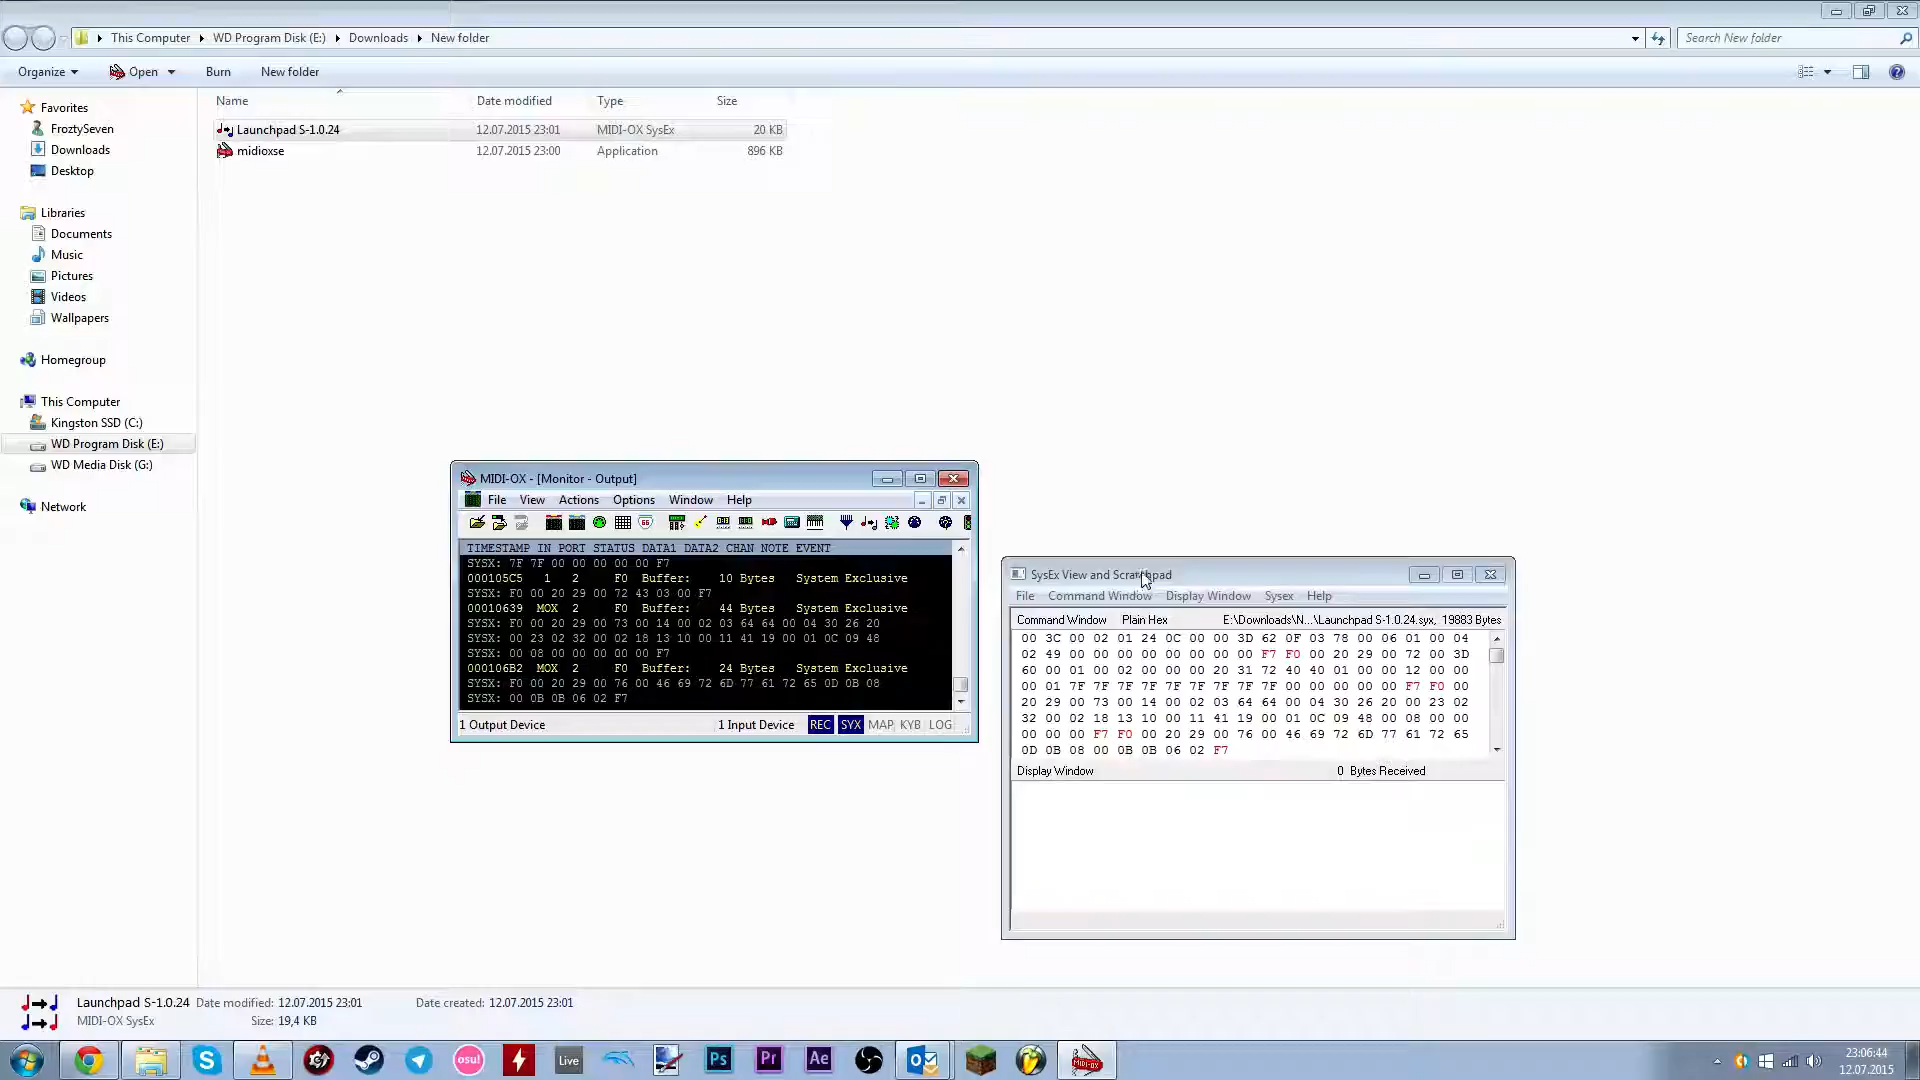 This Computer WD Program Disk (E:) Downloads New folder
Search New folder
Organize Open Burn New folder
Name Date modified Type Size
Launchpad S-1.0.24 12.07.2015 23:01 MIDI-OX SysEx 20 KB
midioxse 12.07.2015 23:00 Application 896 KB
Favorites
FroztySeven
Downloads
Desktop
Libraries
Documents
Music
Pictures
Videos
Wallpapers
Homegroup
This Computer
Kingston SSD (C:)
WD Program Disk (E:)
WD Media Disk (G:)
Network
MIDI-OX - [Monitor - Output]
File View Actions Options Window Help
TIMESTAMP IN PORT STATUS DATA1 DATA2 CHAN NOTE EVENT
SYSX: 7F 7F 00 00 00 00 00 F7
000105C5 1 2 F0 Buffer: 10 Bytes System Exclusive
SYSX: F0 00 20 29 00 72 43 03 00 F7
00010639 MOX 2 F0 Buffer: 44 Bytes System Exclusive
SYSX: F0 00 20 29 00 73 00 14 00 02 03 64 64 00 04 30 26 20
SYSX: 00 23 02 32 00 02 18 13 10 00 11 41 19 00 01 0C 09 48
SYSX: 00 08 00 00 00 00 00 F7
000106B2 MOX 2 F0 Buffer: 24 Bytes System Exclusive
SYSX: F0 00 20 29 00 76 00 46 69 72 6D 77 61 72 65 0D 0B 08
SYSX: 00 0B 0B 06 02 F7
1 Output Device 1 Input Device REC SYX MAP KYB LOG
SysEx View and Scratchpad
File Command Window Display Window Sysex Help
Command Window Plain Hex E:\Downloads\N...\Launchpad S-1.0.24.syx, 19883 Bytes
00 3C 00 02 01 24 0C 00 00 3D 62 0F 03 78 00 06 01 00 04
02 49 00 00 00 00 00 00 00 00 F7 F0 00 20 29 00 72 00 3D
60 00 01 00 02 00 00 00 20 31 72 40 40 01 00 00 12 00 00
00 01 7F 7F 7F 7F 7F 7F 7F 7F 7F 00 00 00 00 00 F7 F0 00
20 29 00 73 00 14 00 02 03 64 64 00 04 30 26 20 00 23 02
32 00 02 18 13 10 00 11 41 19 00 01 0C 09 48 00 08 00 00
00 00 00 F7 F0 00 20 29 00 76 00 46 69 72 6D 77 61 72 65
0D 0B 08 00 0B 0B 06 02 F7
Display Window 0 Bytes Received
Launchpad S-1.0.24 Date modified: 12.07.2015 23:01 Date created: 12.07.2015 23:01
MIDI-OX SysEx Size: 19,4 KB
osu! Live Ps Pr Ae MIDI-OX
23:06:44
12.07.2015